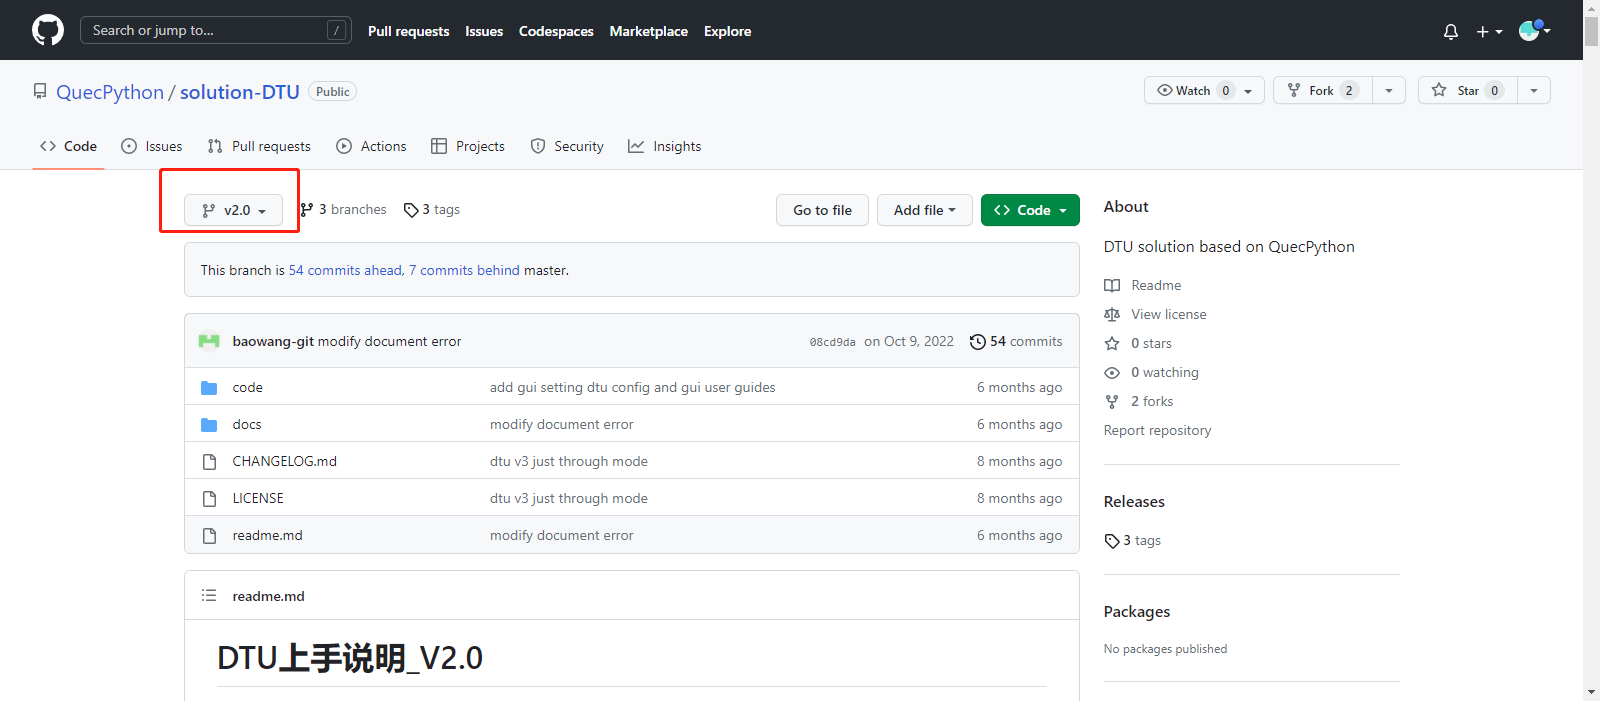 Search or jump to... / Pull requests Issues Codespaces Marketplace Explore
QuecPython / solution-DTU Public Watch 0 Fork 2 Star 0
Code Issues Pull requests Actions Projects Security Insights
v2.0 3 branches 3 tags Go to file Add file Code
This branch is 54 commits ahead, 7 commits behind master.
baowang-git modify document error 08cd9da on Oct 9, 2022 54 commits
code add gui setting dtu config and gui user guides 6 months ago
docs modify document error 6 months ago
CHANGELOG.md dtu v3 just through mode 8 months ago
LICENSE dtu v3 just through mode 8 months ago
readme.md modify document error 6 months ago
readme.md
DTU上手说明_V2.0
About
DTU solution based on QuecPython
Readme
View license
0 stars
0 watching
2 forks
Report repository
Releases
3 tags
Packages
No packages published